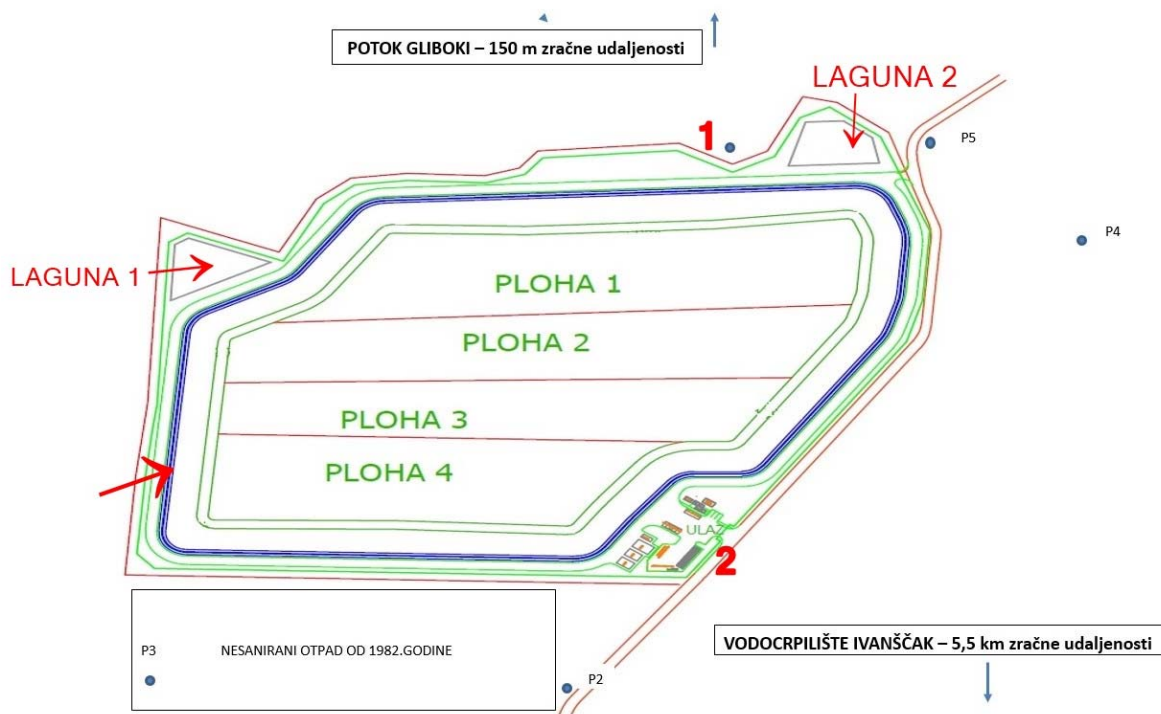 POTOK GLIBOKI – 150 m zračne udaljenosti
LAGUNA 2
1
P5
P4
LAGUNA 1
PLOHA 1
PLOHA 2
PLOHA 3
PLOHA 4
ULAZ
2
P3
NESANIRANI OTPAD OD 1982.GODINE
VODOCRPILIŠTE IVANŠČAK – 5,5 km zračne udaljenosti
P2